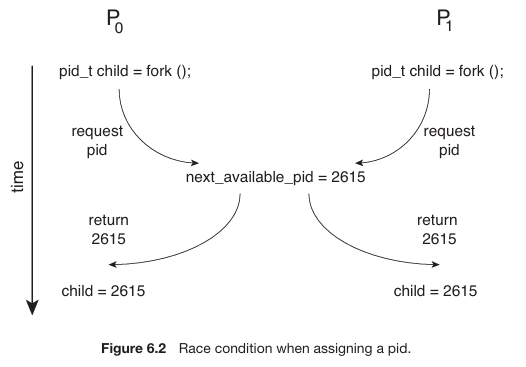 P0 P1
pid_t child = fork (); pid_t child = fork ();
request request
pid pid
next_available_pid = 2615
time
return return
2615 2615
child = 2615 child = 2615
Figure 6.2 Race condition when assigning a pid.